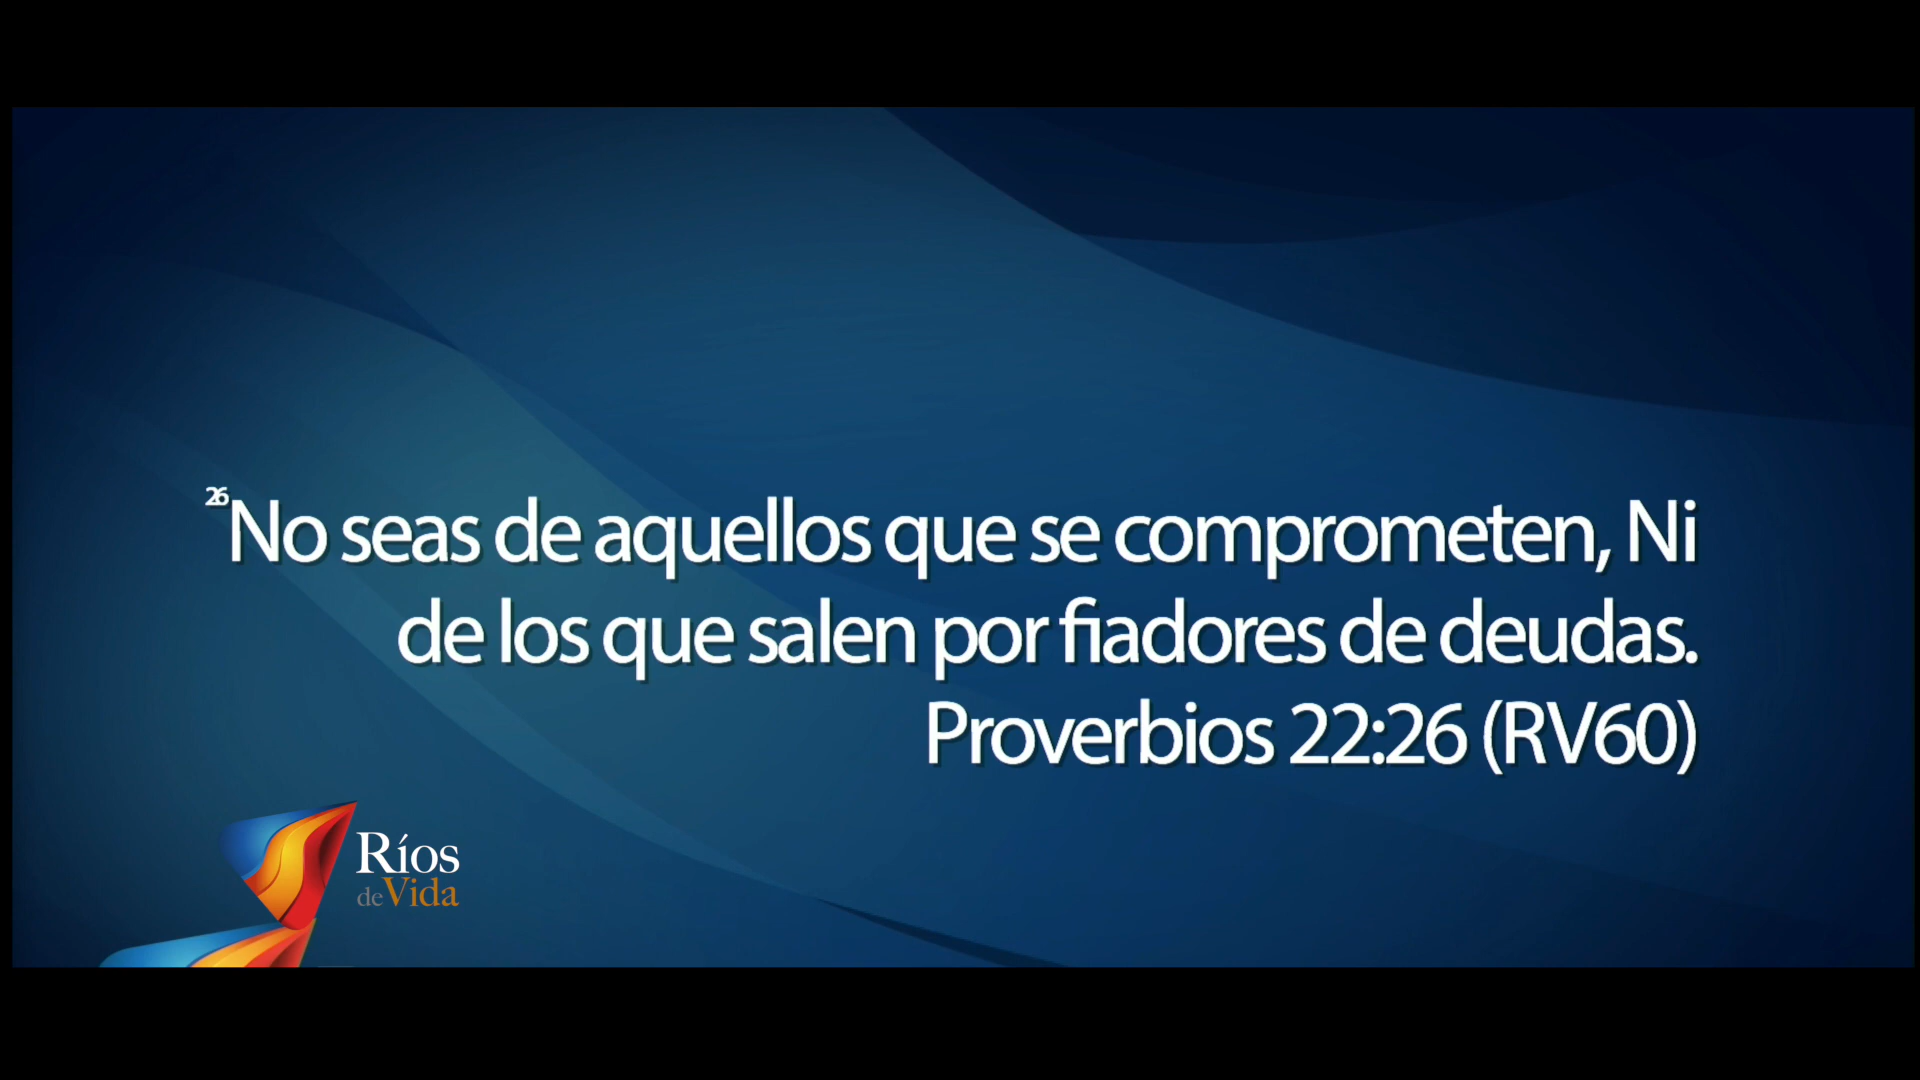 26No seas de aquellos que se comprometen, Ni
de los que salen por fiadores de deudas.
Proverbios 22:26 (RV60)
Ríos
de Vida